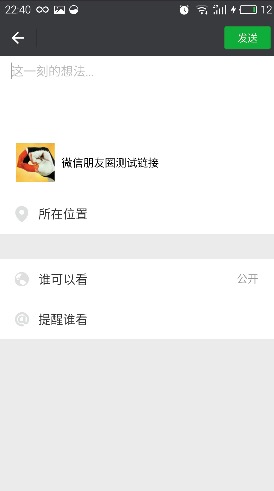 22:40
12
发送
这一刻的想法...
微信朋友圈测试链接
所在位置
谁可以看
公开
提醒谁看